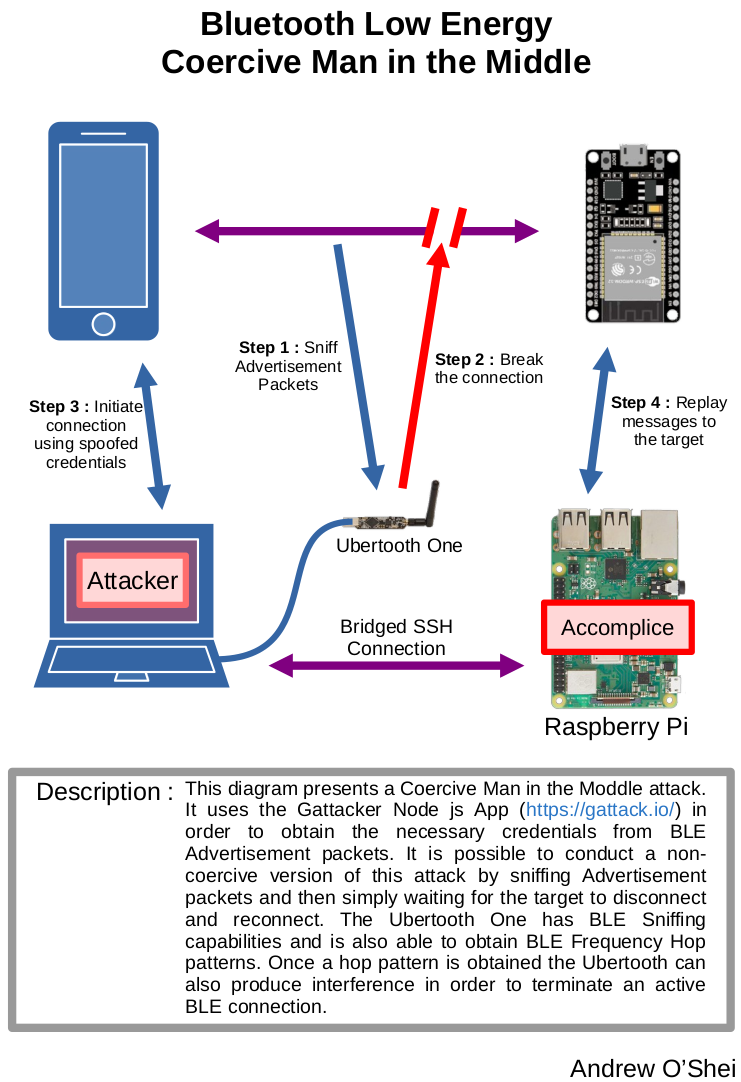 Bluetooth Low Energy
Coercive Man in the Middle
Step 1 : Sniff
Advertisement
Packets
Step 2 : Break
the connection
Step 3 : Initiate
connection
using spoofed
credentials
Step 4 : Replay
messages to
the target
Ubertooth One
Attacker
Bridged SSH
Connection
Accomplice
Raspberry Pi
Description :
This diagram presents a Coercive Man in the Moddle attack.
It uses the Gattacker Node js App (https://gattack.io/) in
order to obtain the necessary credentials from BLE
Advertisement packets. It is possible to conduct a non-
coercive version of this attack by sniffing Advertisement
packets and then simply waiting for the target to disconnect
and reconnect. The Ubertooth One has BLE Sniffing
capabilities and is also able to obtain BLE Frequency Hop
patterns. Once a hop pattern is obtained the Ubertooth can
also produce interference in order to terminate an active
BLE connection.
Andrew O'Shei